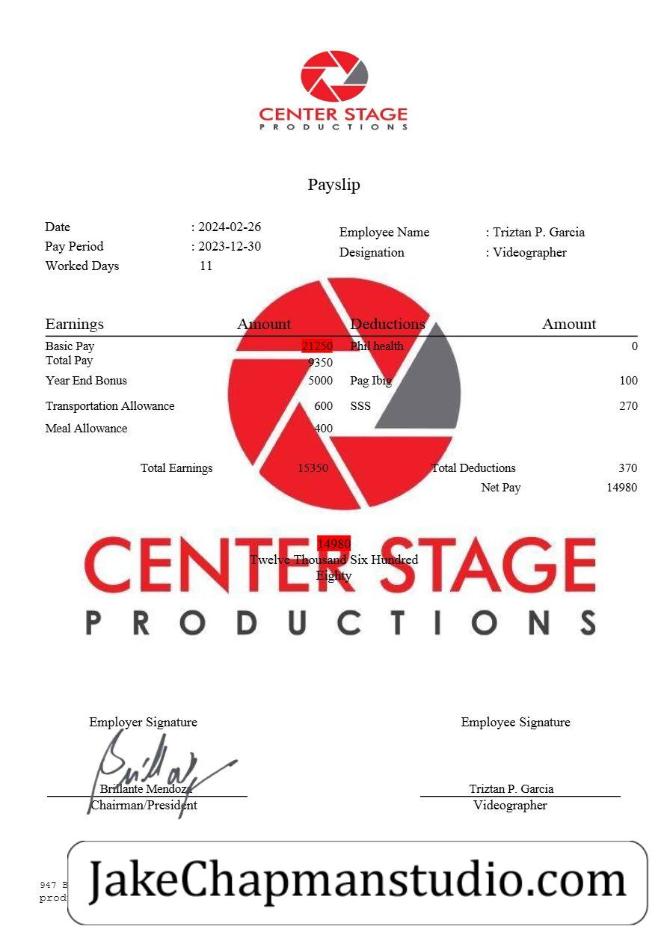 CENTER STAGE
PRODUCTIONS
Payslip
Date : 2024-02-26
Employee Name : Triztan P. Garcia
Pay Period : 2023-12-30
Designation : Videographer
Worked Days 11
Earnings Amount Deductions Amount
Basic Pay 21250 Phil health 0
Total Pay 9350
Year End Bonus 5000 Pag Ibig 100
Transportation Allowance 600 SSS 270
Meal Allowance 400
Total Earnings 15350 Total Deductions 370
Net Pay 14980
14980
Twelve Thousand Six Hundred
Eighty
CENTER STAGE
PRODUCTIONS
Employer Signature Employee Signature
Brillante Mendoza Triztan P. Garcia
Chairman/President Videographer
JakeChapmanstudio.com
947
prod